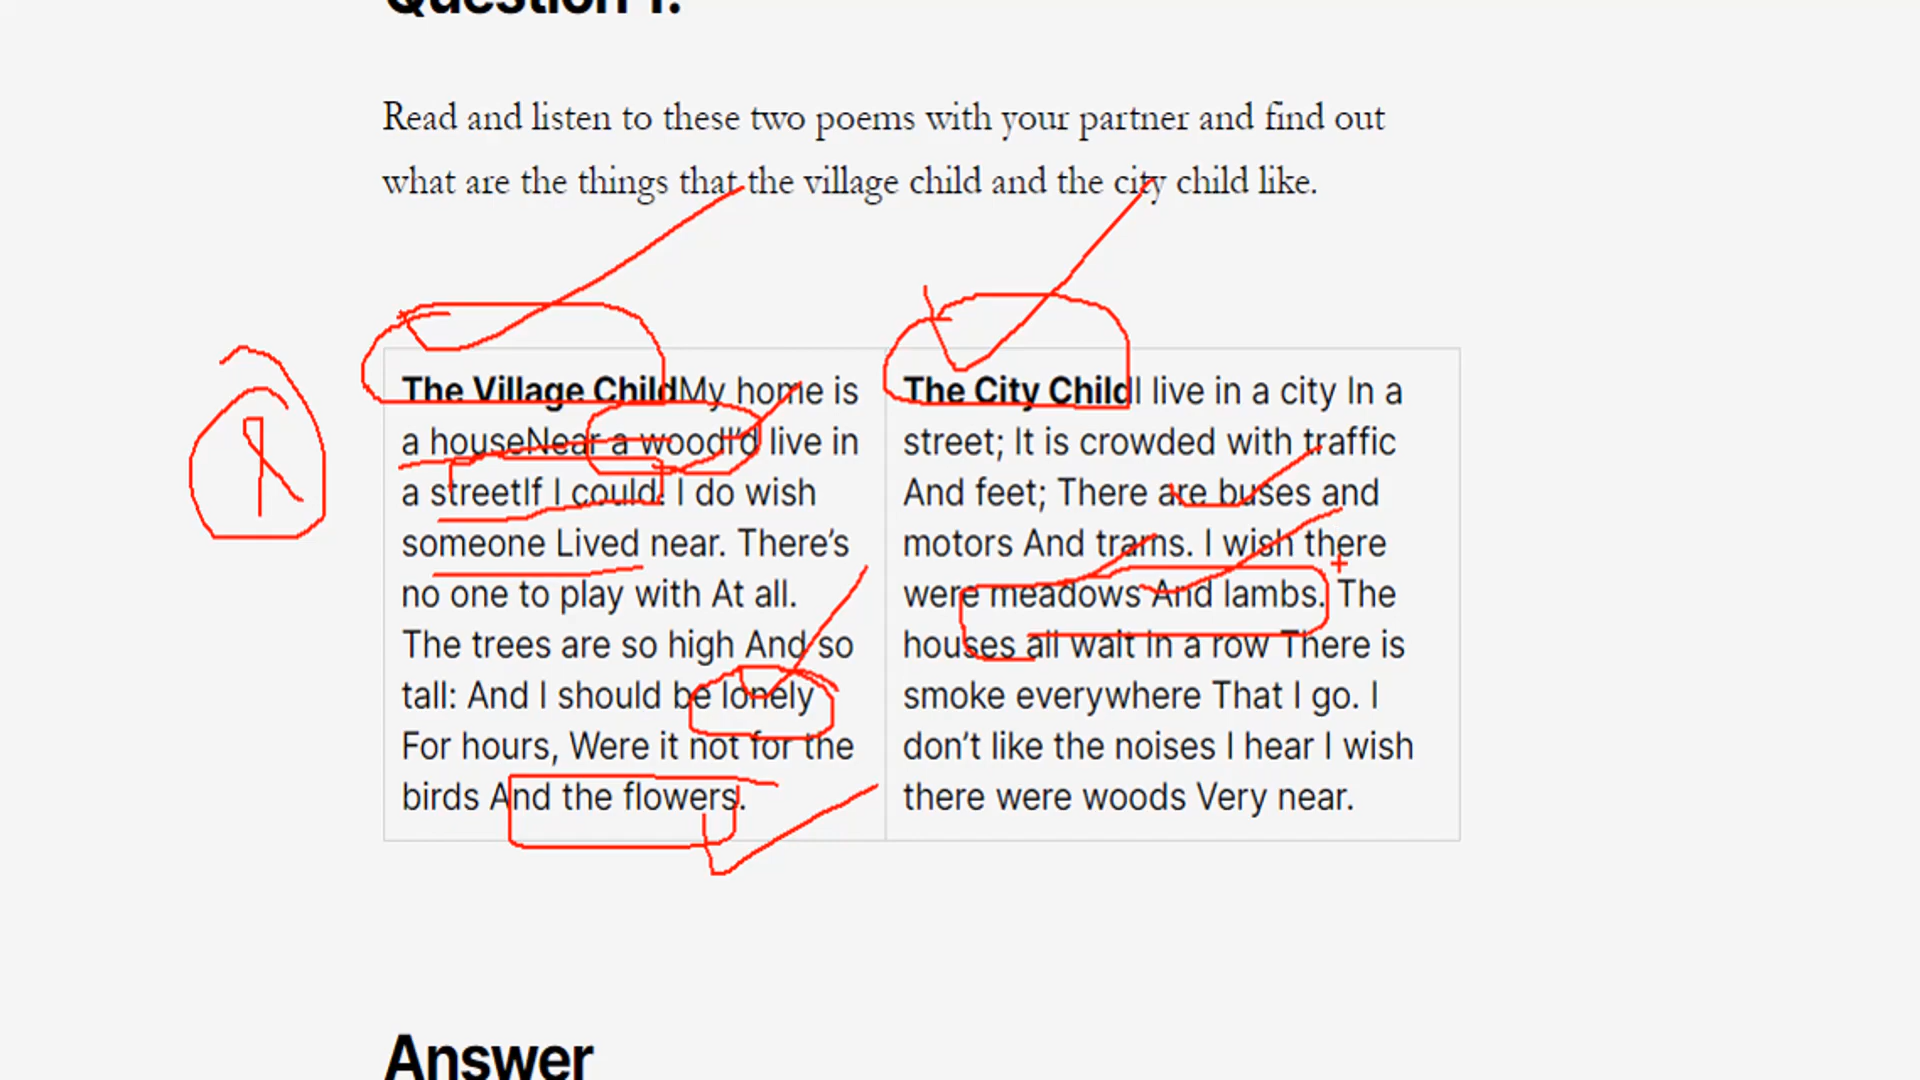 Question 1:
Read and listen to these two poems with your partner and find out
what are the things that the village child and the city child like.
The Village ChildMy home is
a houseNear a woodI'd live in
a streetIf I could. I do wish
someone Lived near. There's
no one to play with At all.
The trees are so high And so
tall: And I should be lonely
For hours, Were it not for the
birds And the flowers.
The City ChildI live in a city In a
street; It is crowded with traffic
And feet; There are buses and
motors And trams. I wish there
were meadows And lambs. The
houses all wait In a row There is
smoke everywhere That I go. I
don't like the noises I hear I wish
there were woods Very near.
Answer